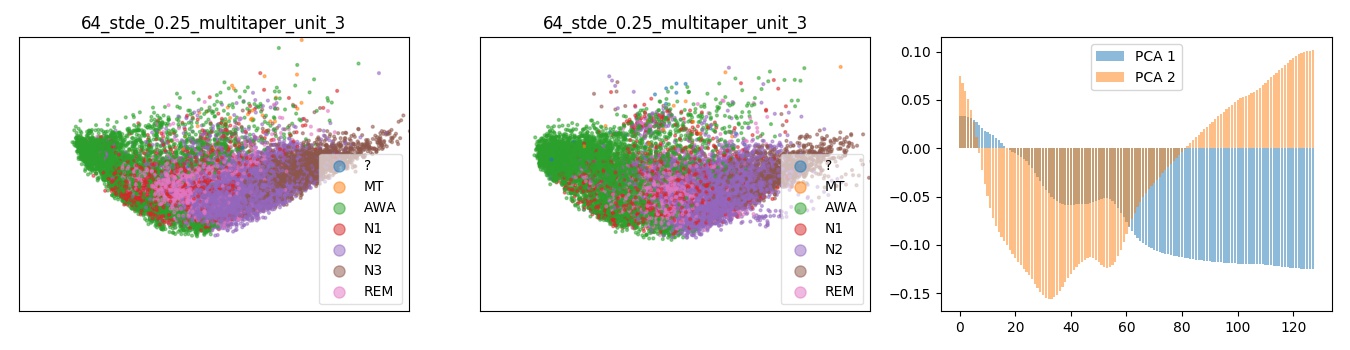 64_stde_0.25_multitaper_unit_3
?
MT
AWA
N1
N2
N3
REM
64_stde_0.25_multitaper_unit_3
?
MT
AWA
N1
N2
N3
REM
PCA 1
PCA 2
0.10
0.05
0.00
−0.05
−0.10
−0.15
0 20 40 60 80 100 120